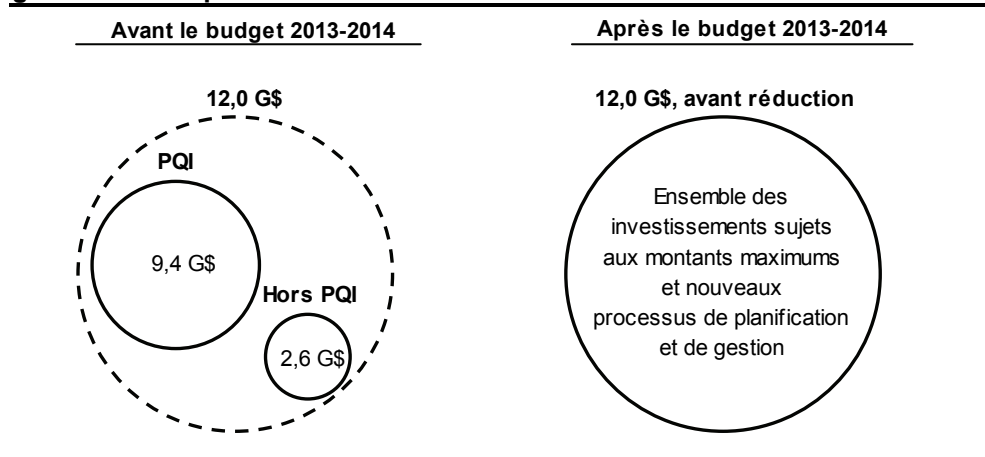 Avant le budget 2013-2014
12,0 G$
PQI
9,4 G$
Hors PQI
2,6 G$
Après le budget 2013-2014
12,0 G$, avant réduction
Ensemble des
investissements sujets
aux montants maximums
et nouveaux
processus de planification
et de gestion